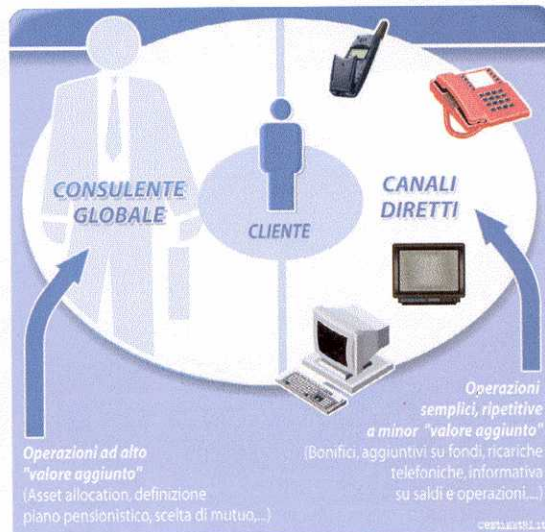 CONSULENTE
GLOBALE
CLIENTE
CANALI
DIRETTI
Operazioni ad alto
"valore aggiunto"
(Asset allocation, definizione
piano pensionistico, scelta di mutuo,...)
Operazioni
semplici, ripetitive
a minor "valore aggiunto"
(Bonifici, aggiuntivi su fondi, ricariche
telefoniche, informativa
su saldi e operazioni,...)